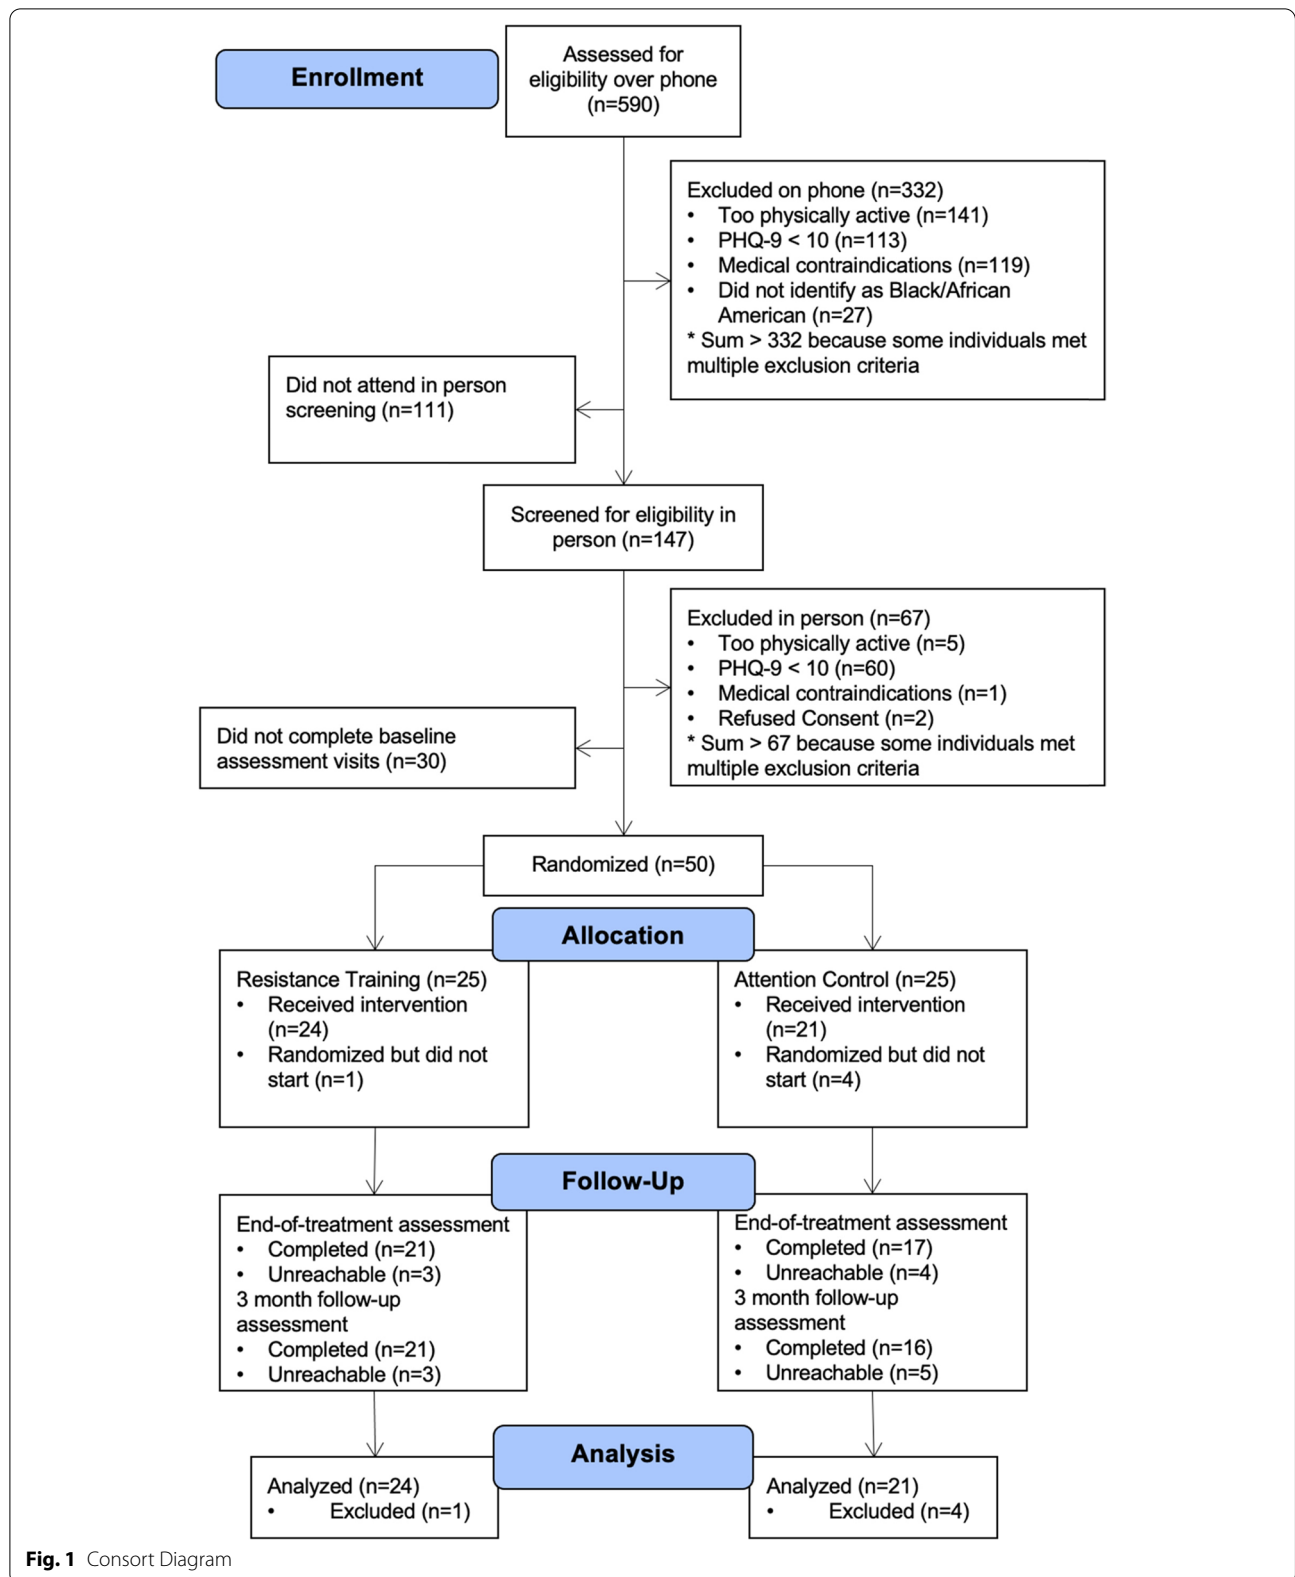 Enrollment
Assessed for
eligibility over phone
(n=590)
Excluded on phone (n=332)
• Too physically active (n=141)
• PHQ-9 < 10 (n=113)
• Medical contraindications (n=119)
• Did not identify as Black/African
American (n=27)
* Sum > 332 because some individuals met
multiple exclusion criteria
Did not attend in person
screening (n=111)
Screened for eligibility in
person (n=147)
Excluded in person (n=67)
• Too physically active (n=5)
• PHQ-9 < 10 (n=60)
• Medical contraindications (n=1)
• Refused Consent (n=2)
* Sum > 67 because some individuals met
multiple exclusion criteria
Did not complete baseline
assessment visits (n=30)
Randomized (n=50)
Allocation
Resistance Training (n=25)
• Received intervention
(n=24)
• Randomized but did not
start (n=1)
Attention Control (n=25)
• Received intervention
(n=21)
• Randomized but did not
start (n=4)
Follow-Up
End-of-treatment assessment
• Completed (n=21)
• Unreachable (n=3)
3 month follow-up
assessment
• Completed (n=21)
• Unreachable (n=3)
End-of-treatment assessment
• Completed (n=17)
• Unreachable (n=4)
3 month follow-up
assessment
• Completed (n=16)
• Unreachable (n=5)
Analysis
Analyzed (n=24)
• Excluded (n=1)
Analyzed (n=21)
• Excluded (n=4)
Fig. 1 Consort Diagram